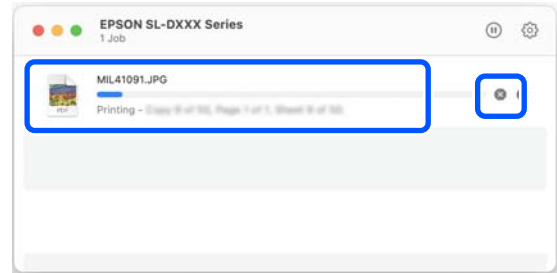 EPSON SL-DXXX Series
1 Job
MIL41091.JPG
PDF
Printing -